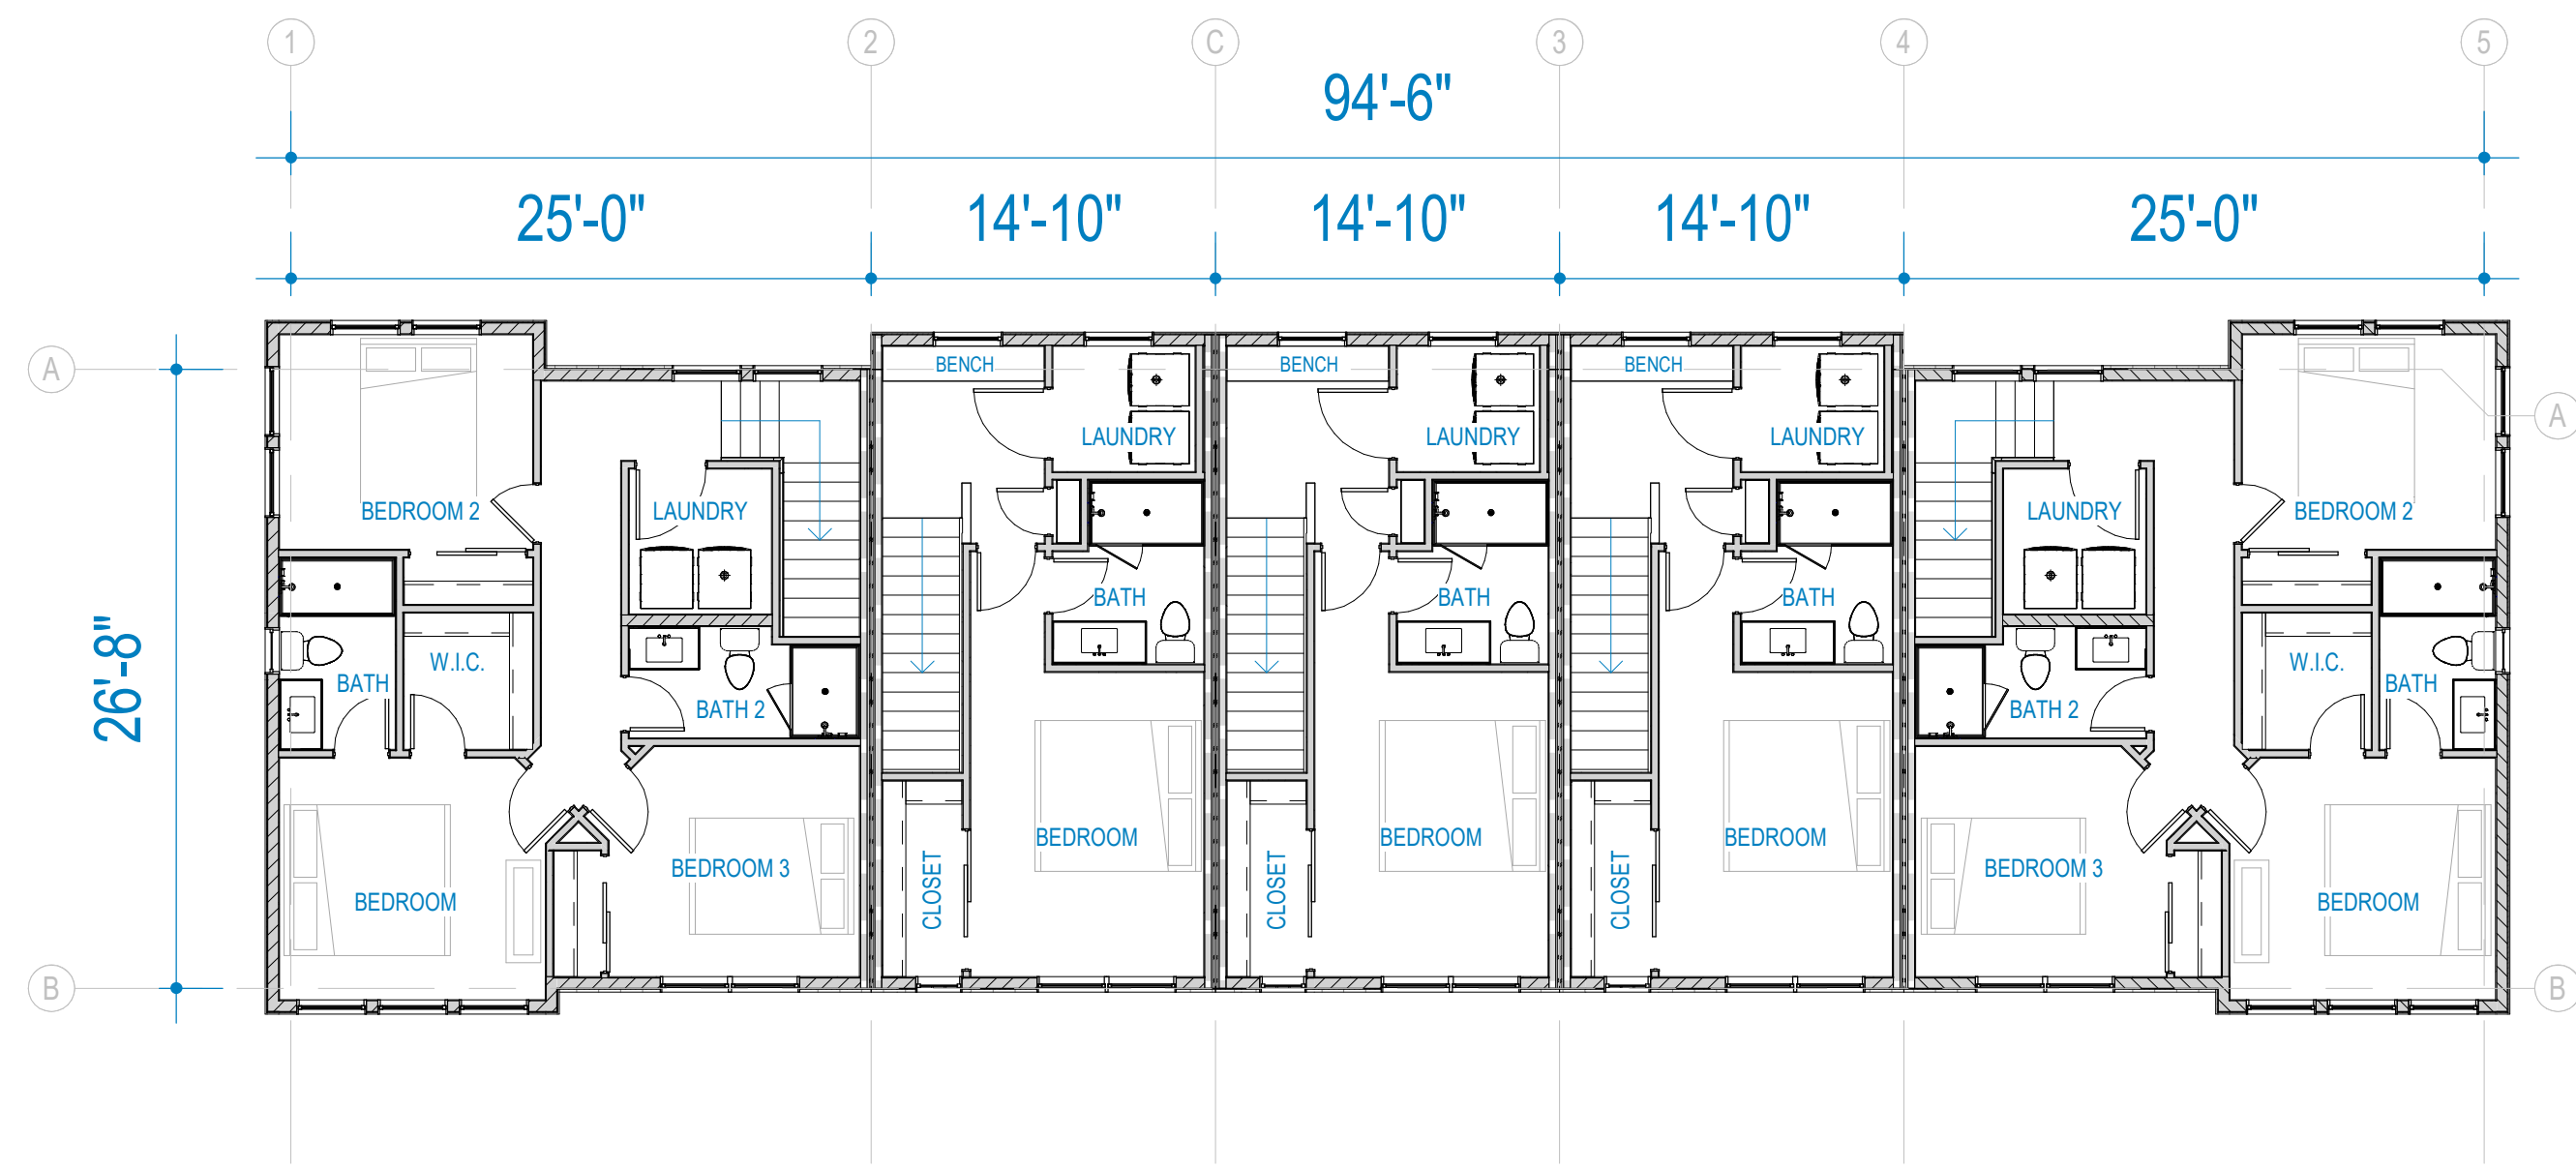 1 2 C 3 4 5
94'-6"
25'-0" 14'-10" 14'-10" 14'-10" 25'-0"
A
BENCH BENCH BENCH
A
LAUNDRY LAUNDRY LAUNDRY
BEDROOM 2 LAUNDRY LAUNDRY BEDROOM 2
BATH BATH BATH
26'-8"
W.I.C. W.I.C.
BATH BATH
BATH 2 BATH 2
BEDROOM BEDROOM BEDROOM
BEDROOM 3 BEDROOM 3
CLOSET CLOSET CLOSET
BEDROOM BEDROOM
B B